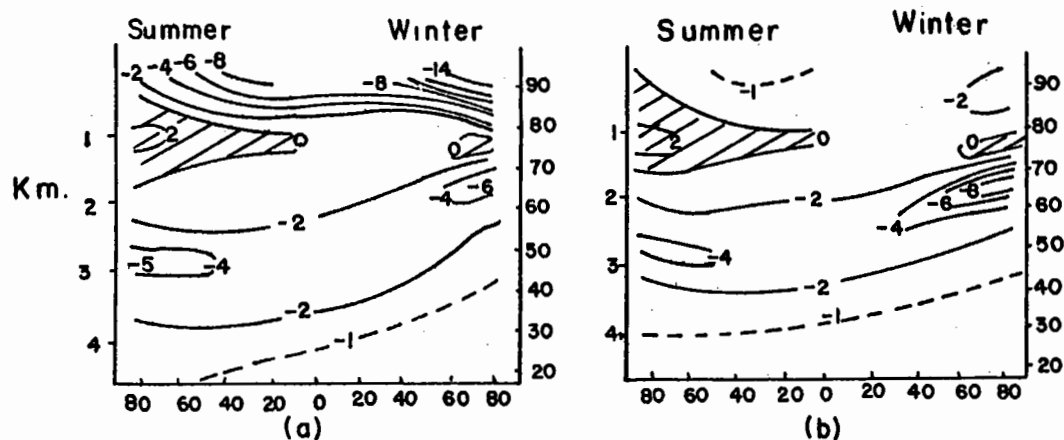 Summer Winter Summer Winter
-2 -4 -6 -8 -14 -8 90 -1 -2 90
1 2 0 0 80 1 2 0 0 80
70 70
Km. 2 -2 -4 -6 60 2 -2 -4 -6 -8 60
50 50
3 -5 -4 40 3 -4 -2 40
-2 30 30
4 -1 20 4 -1 20
80 60 40 20 0 20 40 60 80 80 60 40 20 0 20 40 60 80
(a) (b)